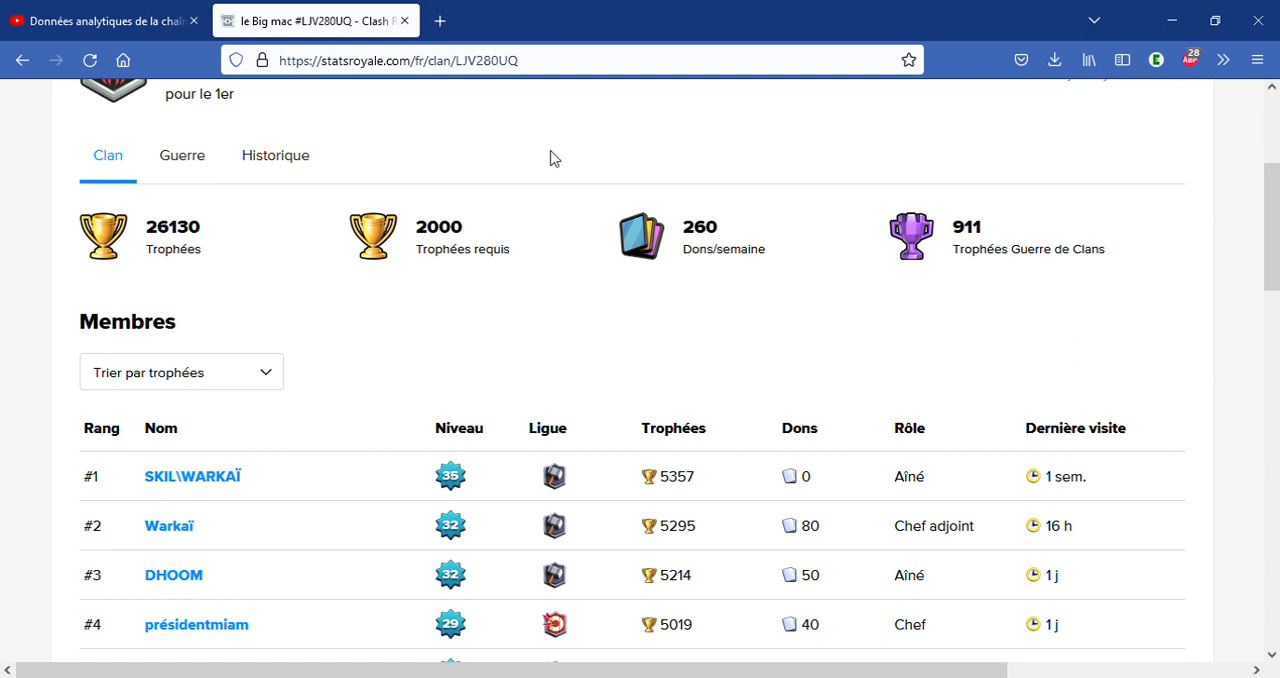 Données analytiques de la chaîn
le Big mac #LJV280UQ - Clash R
https://statsroyale.com/fr/clan/LJV280UQ
28
ABP
pour le 1er
Clan Guerre Historique
26130 2000 260 911
Trophées Trophées requis Dons/semaine Trophées Guerre de Clans
Membres
Trier par trophées
Rang Nom Niveau Ligue Trophées Dons Rôle Dernière visite
#1 SKIL\WARKAÏ 35 5357 0 Aîné 1 sem.
#2 Warkaï 32 5295 80 Chef adjoint 16 h
#3 DHOOM 32 5214 50 Aîné 1 j
#4 présidentmiam 29 5019 40 Chef 1 j